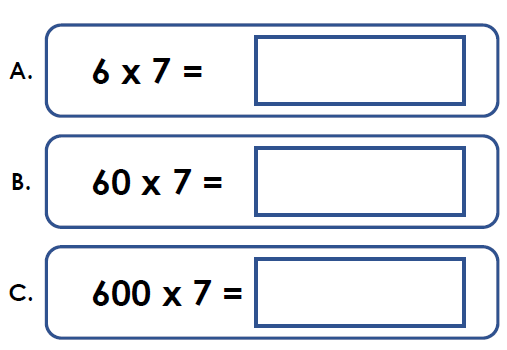 A. 6 x 7 =
B. 60 x 7 =
C. 600 x 7 =